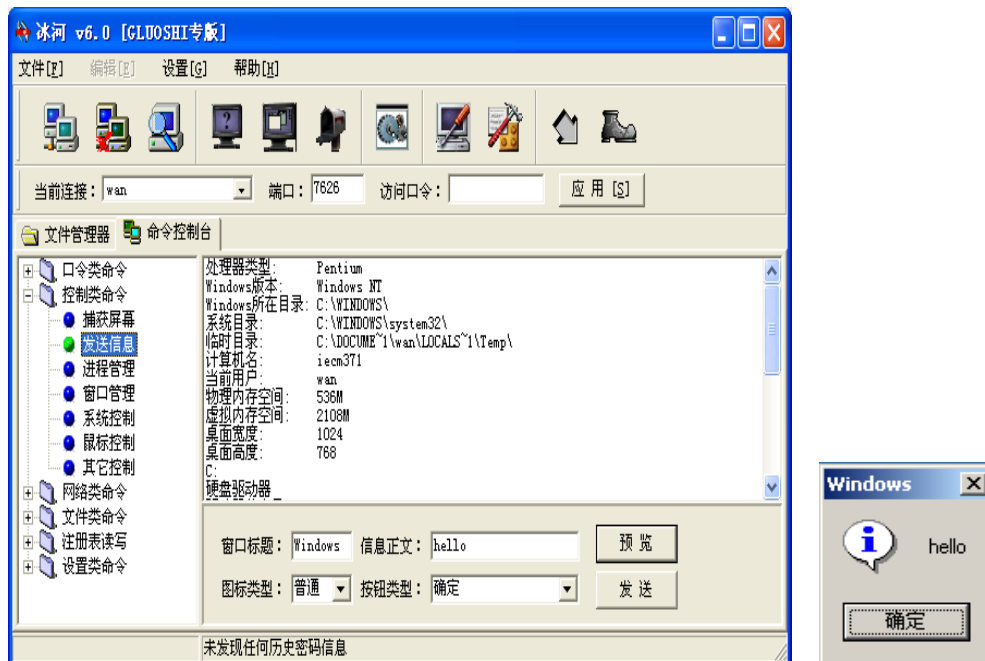 冰河 v6.0 [GLUOSHI专版]
文件[F] 编辑[E] 设置[G] 帮助[H]
当前连接: wan 端口: 7626 访问口令: 应 用 [S]
文件管理器 命令控制台
口令类命令
控制类命令
捕获屏幕
发送信息
进程管理
窗口管理
系统控制
鼠标控制
其它控制
网络类命令
文件类命令
注册表读写
设置类命令
处理器类型: Pentium
Windows版本: Windows NT
Windows所在目录: C:\WINDOWS\
系统目录: C:\WINDOWS\system32\
临时目录: C:\DOCUME~1\wan\LOCALS~1\Temp\
计算机名: iecm371
当前用户: wan
物理内存空间: 536M
虚拟内存空间: 2108M
桌面宽度: 1024
桌面高度: 768
C:
硬盘驱动器
窗口标题: Windows 信息正文: hello 预 览
图标类型: 普通 按钮类型: 确定 发 送
未发现任何历史密码信息
Windows
hello
确定